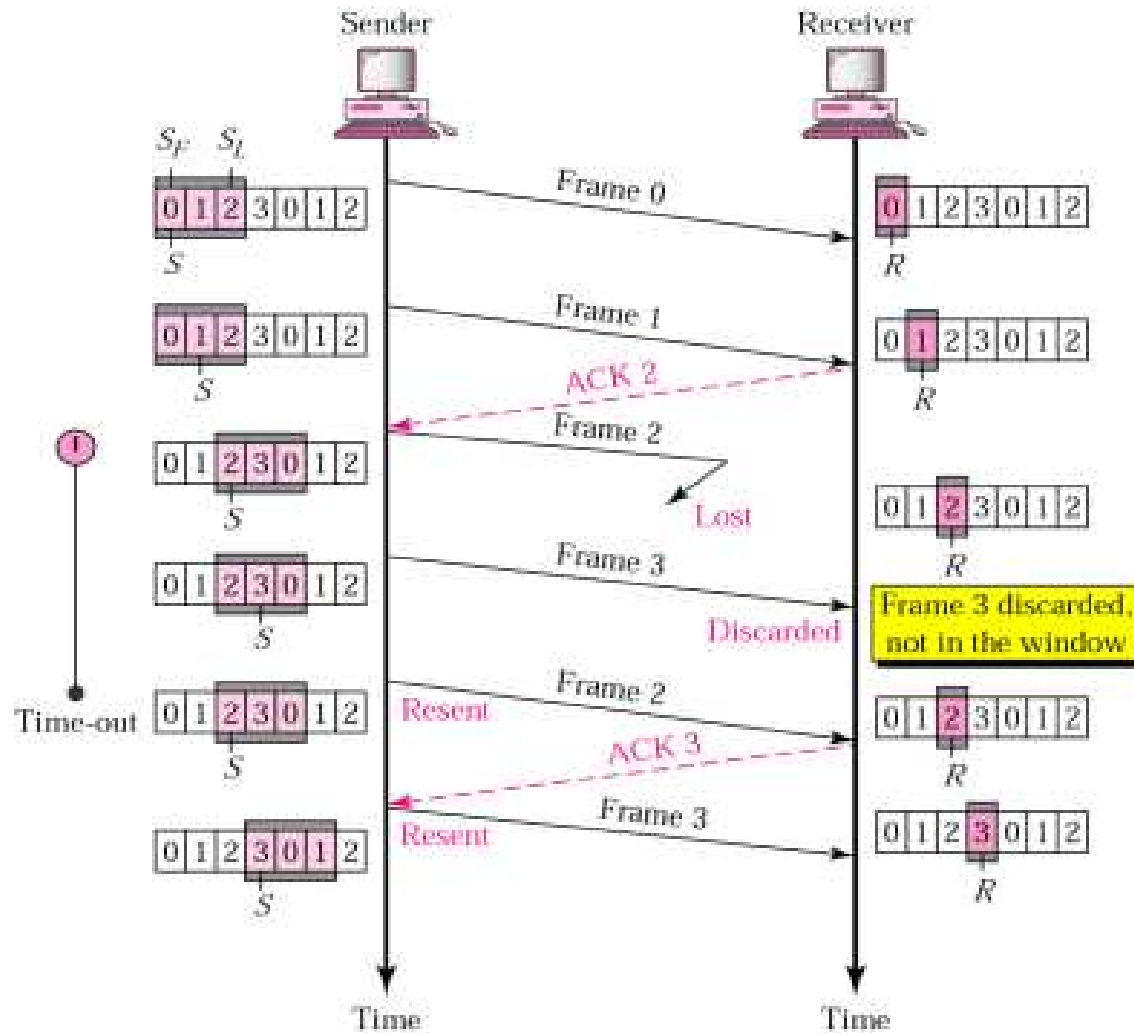 Sender
Receiver
S_F S_L
0 1 2 3 0 1 2
S
Frame 0
0 1 2 3 0 1 2
R
0 1 2 3 0 1 2
S
Frame 1
0 1 2 3 0 1 2
R
ACK 2
0 1 2 3 0 1 2
S
Frame 2
Lost
0 1 2 3 0 1 2
R
0 1 2 3 0 1 2
S
Frame 3
Discarded
Frame 3 discarded,
not in the window
Time-out
0 1 2 3 0 1 2
S
Resent
Frame 2
0 1 2 3 0 1 2
R
ACK 3
0 1 2 3 0 1 2
S
Resent
Frame 3
0 1 2 3 0 1 2
R
Time
Time